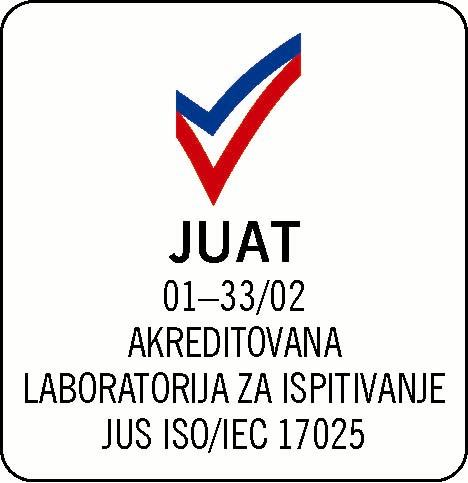 JUAT
01–33/02
AKREDITOVANA
LABORATORIJA ZA ISPITIVANJE
JUS ISO/IEC 17025